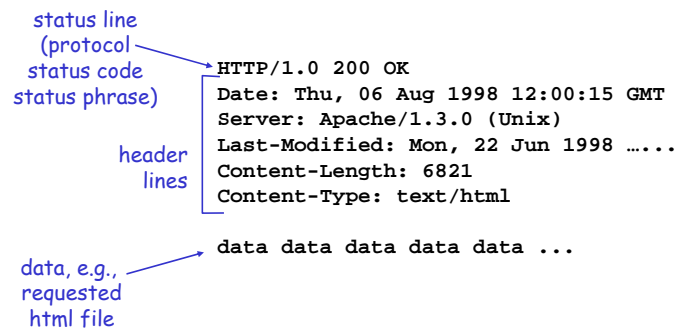 status line
(protocol
status code
status phrase)
HTTP/1.0 200 OK
Date: Thu, 06 Aug 1998 12:00:15 GMT
Server: Apache/1.3.0 (Unix)
Last-Modified: Mon, 22 Jun 1998 …...
Content-Length: 6821
Content-Type: text/html
header
lines
data data data data data ...
data, e.g.,
requested
html file